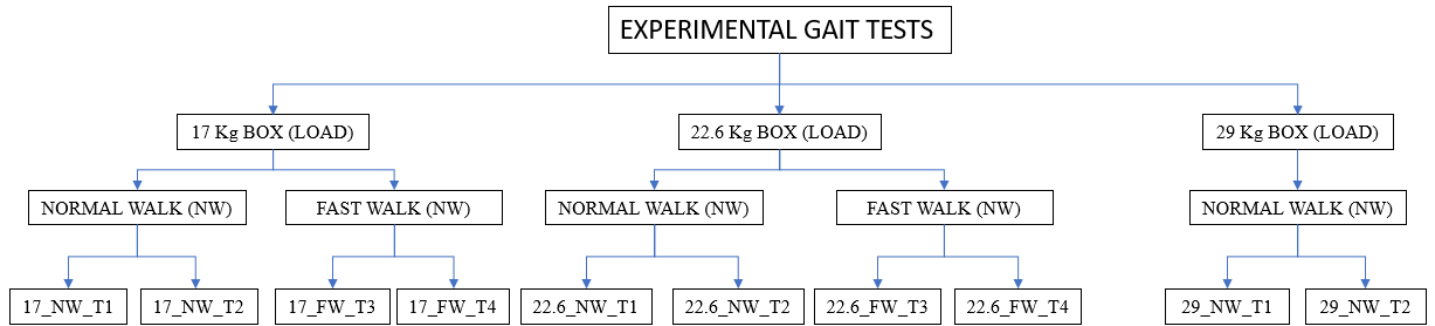 EXPERIMENTAL GAIT TESTS
17 Kg BOX (LOAD)
22.6 Kg BOX (LOAD)
29 Kg BOX (LOAD)
NORMAL WALK (NW)
FAST WALK (NW)
NORMAL WALK (NW)
FAST WALK (NW)
NORMAL WALK (NW)
17_NW_T1
17_NW_T2
17_FW_T3
17_FW_T4
22.6_NW_T1
22.6_NW_T2
22.6_FW_T3
22.6_FW_T4
29_NW_T1
29_NW_T2